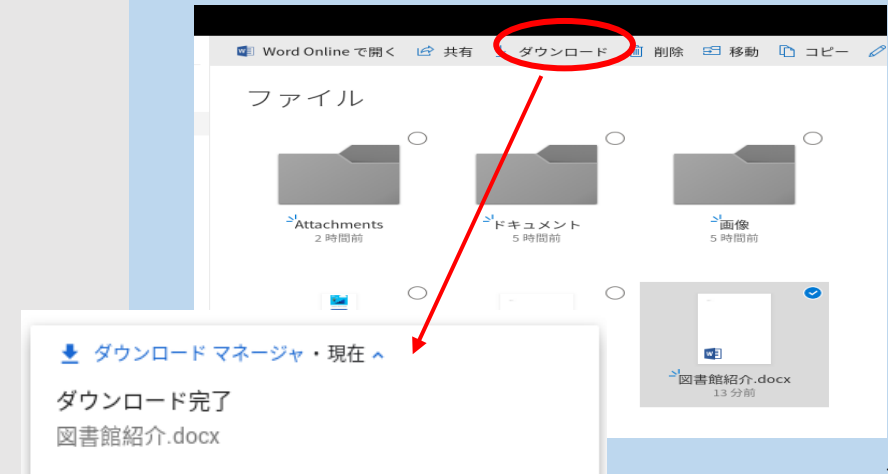 Word Online で開く 共有 ダウンロード 削除 移動 コピー
ファイル
Attachments ドキュメント 画像
2 時間前 5 時間前 5 時間前
図書館紹介.docx
13 分前
ダウンロード マネージャ・現在
ダウンロード完了
図書館紹介.docx